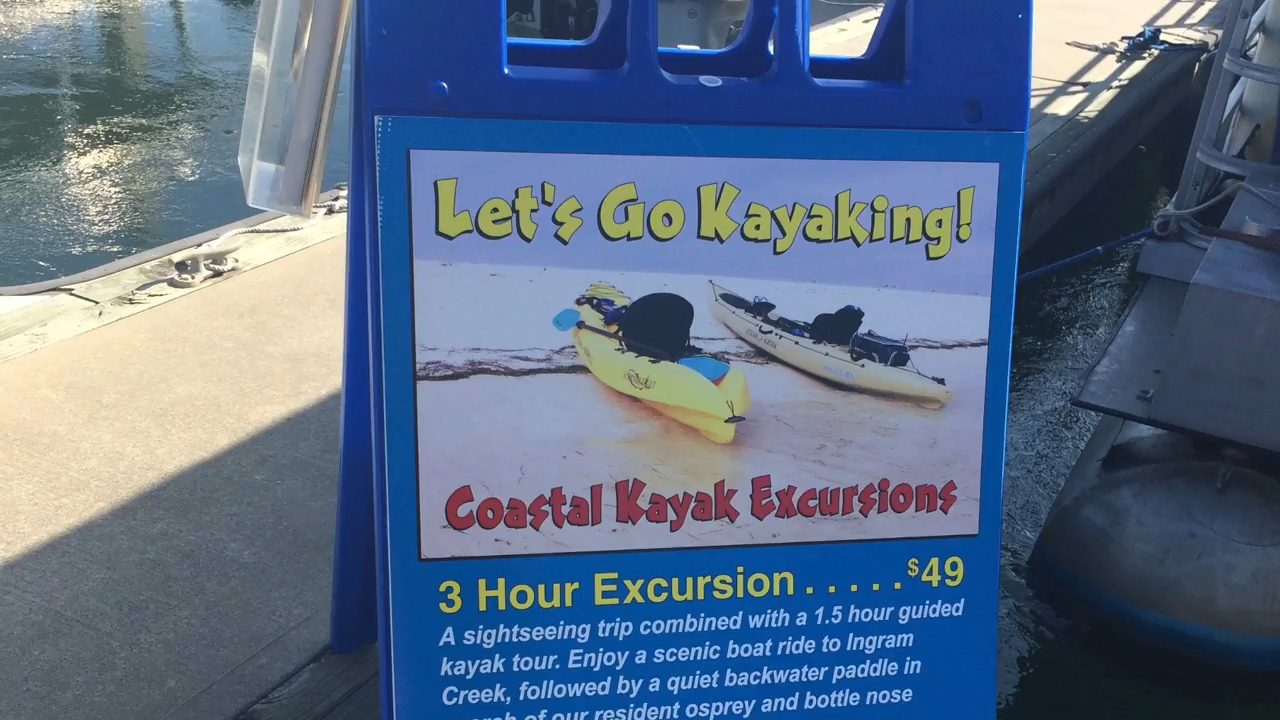 Let's Go Kayaking!
Coastal Kayak Excursions
3 Hour Excursion.....$49
A sightseeing trip combined with a 1.5 hour guided
kayak tour. Enjoy a scenic boat ride to Ingram
Creek, followed by a quiet backwater paddle in
of our resident osprey and bottle nose